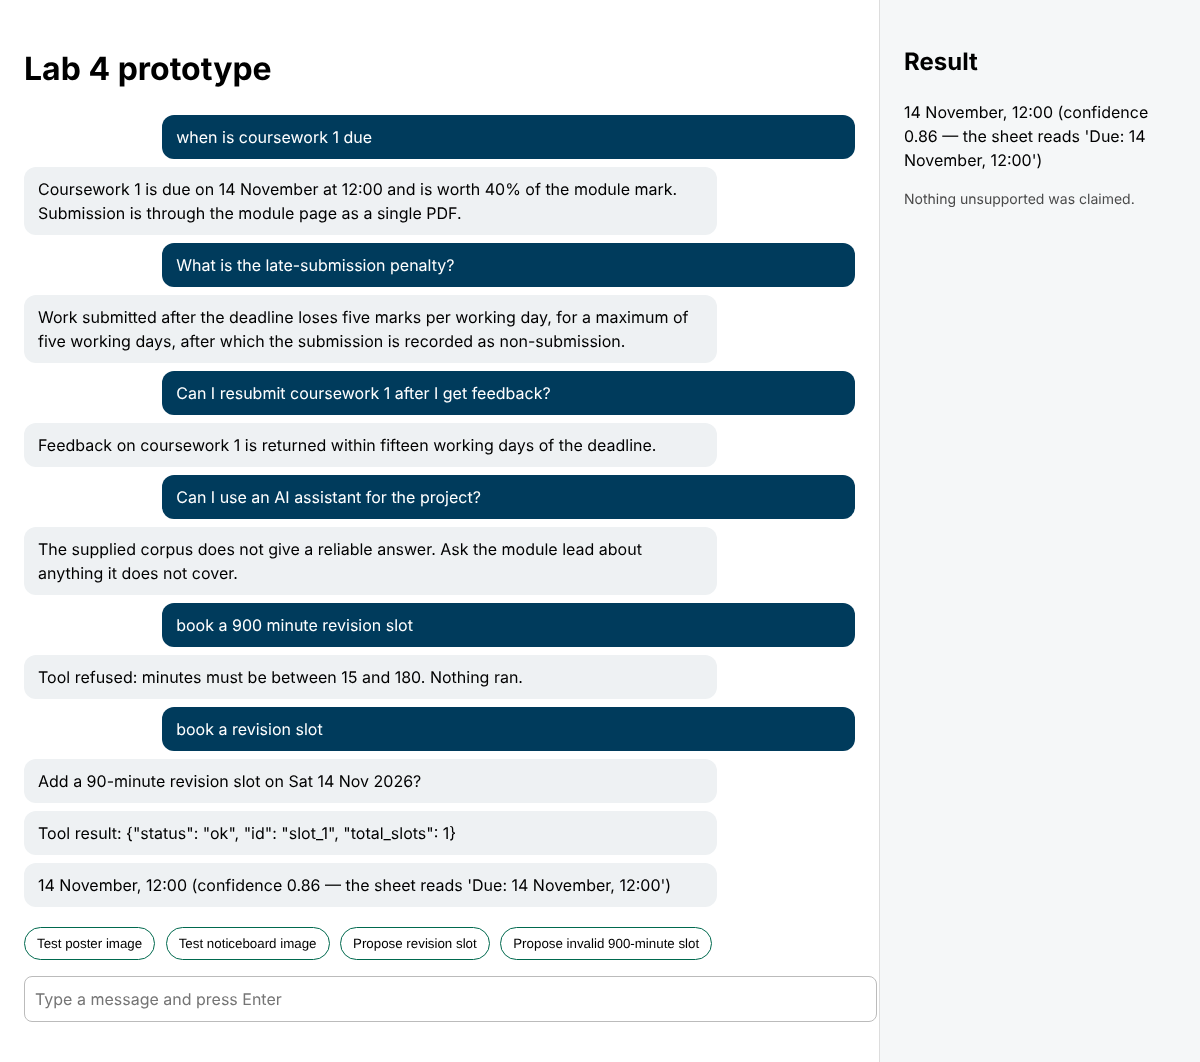 Lab 4 prototype
when is coursework 1 due
Coursework 1 is due on 14 November at 12:00 and is worth 40% of the module mark.
Submission is through the module page as a single PDF.
What is the late-submission penalty?
Work submitted after the deadline loses five marks per working day, for a maximum of
five working days, after which the submission is recorded as non-submission.
Can I resubmit coursework 1 after I get feedback?
Feedback on coursework 1 is returned within fifteen working days of the deadline.
Can I use an AI assistant for the project?
The supplied corpus does not give a reliable answer. Ask the module lead about
anything it does not cover.
book a 900 minute revision slot
Tool refused: minutes must be between 15 and 180. Nothing ran.
book a revision slot
Add a 90-minute revision slot on Sat 14 Nov 2026?
Tool result: {"status": "ok", "id": "slot_1", "total_slots": 1}
14 November, 12:00 (confidence 0.86 — the sheet reads 'Due: 14 November, 12:00')
Test poster image
Test noticeboard image
Propose revision slot
Propose invalid 900-minute slot
Type a message and press Enter
Result
14 November, 12:00 (confidence
0.86 — the sheet reads 'Due: 14
November, 12:00')
Nothing unsupported was claimed.